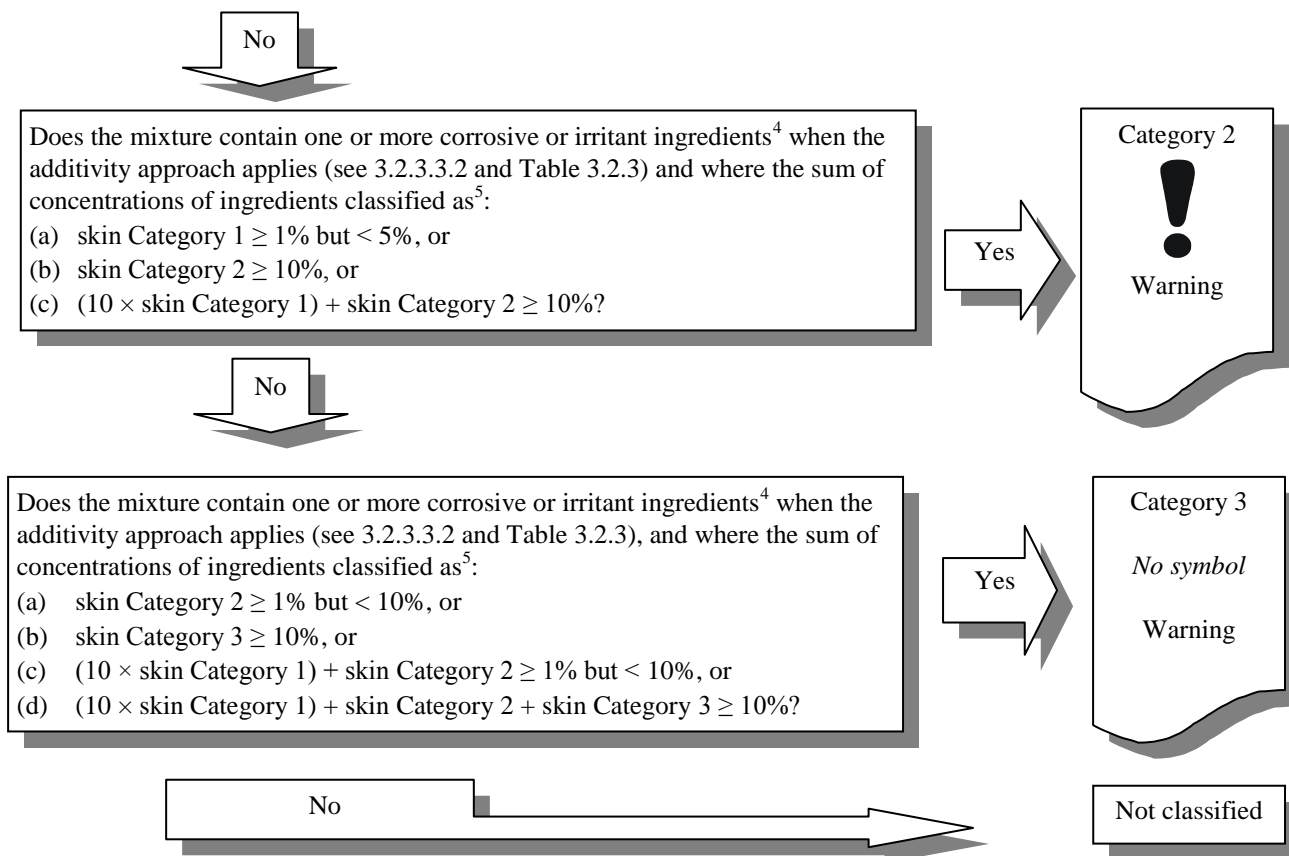 No
Does the mixture contain one or more corrosive or irritant ingredients⁴ when the
additivity approach applies (see 3.2.3.3.2 and Table 3.2.3) and where the sum of
concentrations of ingredients classified as⁵:
(a) skin Category 1 ≥ 1% but < 5%, or
(b) skin Category 2 ≥ 10%, or
(c) (10 × skin Category 1) + skin Category 2 ≥ 10%?
Yes
Category 2
Warning
No
Does the mixture contain one or more corrosive or irritant ingredients⁴ when the
additivity approach applies (see 3.2.3.3.2 and Table 3.2.3), and where the sum of
concentrations of ingredients classified as⁵:
(a) skin Category 2 ≥ 1% but < 10%, or
(b) skin Category 3 ≥ 10%, or
(c) (10 × skin Category 1) + skin Category 2 ≥ 1% but < 10%, or
(d) (10 × skin Category 1) + skin Category 2 + skin Category 3 ≥ 10%?
Yes
Category 3
No symbol
Warning
No
Not classified